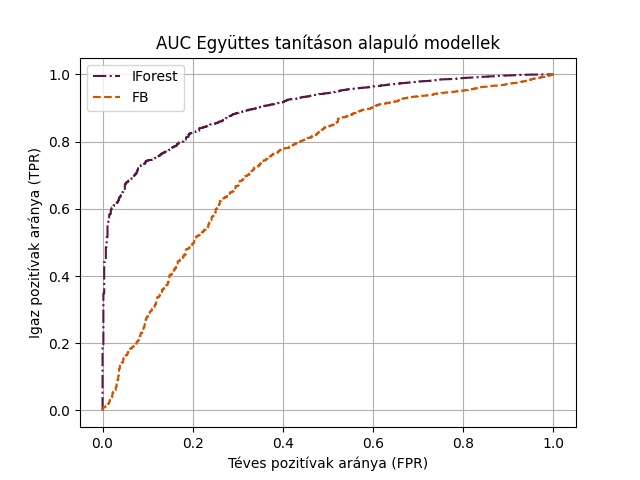 AUC Együttes tanításon alapuló modellek
IForest
FB
Igaz pozitívak aránya (TPR)
1.0
0.8
0.6
0.4
0.2
0.0
0.0 0.2 0.4 0.6 0.8 1.0
Téves pozitívak aránya (FPR)